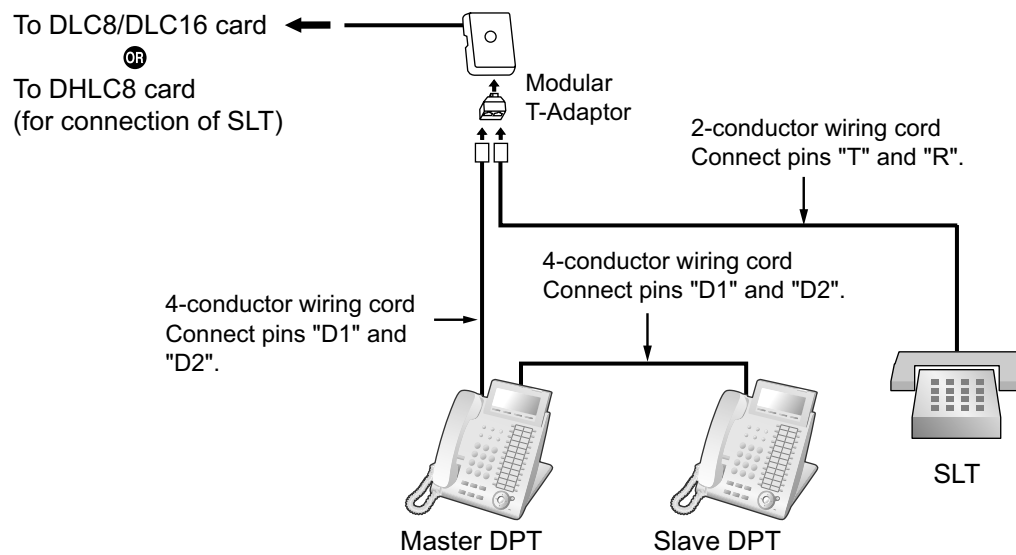 To DLC8/DLC16 card
OR
To DHLC8 card
(for connection of SLT)
Modular
T-Adaptor
2-conductor wiring cord
Connect pins "T" and "R".
4-conductor wiring cord
Connect pins "D1" and "D2".
4-conductor wiring cord
Connect pins "D1" and
"D2".
SLT
Master DPT
Slave DPT